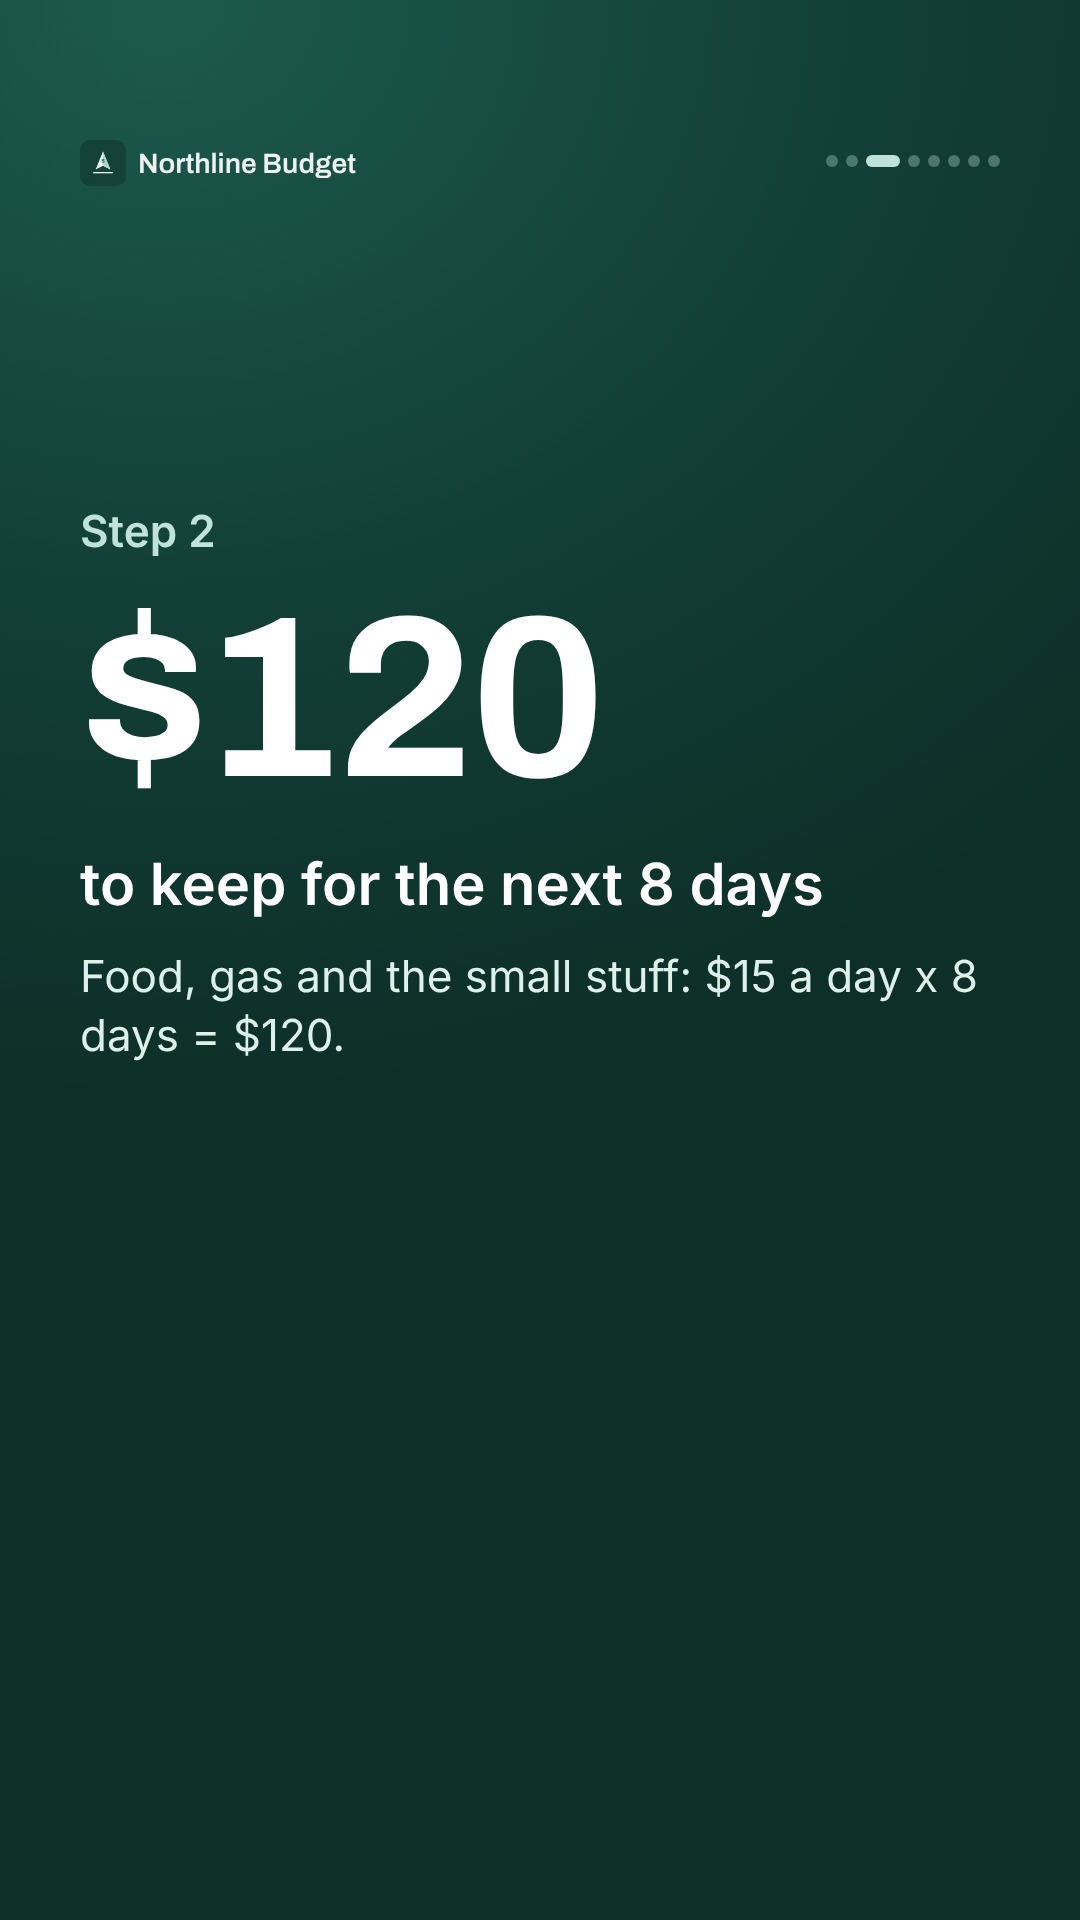 Northline Budget
Step 2
$120
to keep for the next 8 days
Food, gas and the small stuff: $15 a day x 8
days = $120.